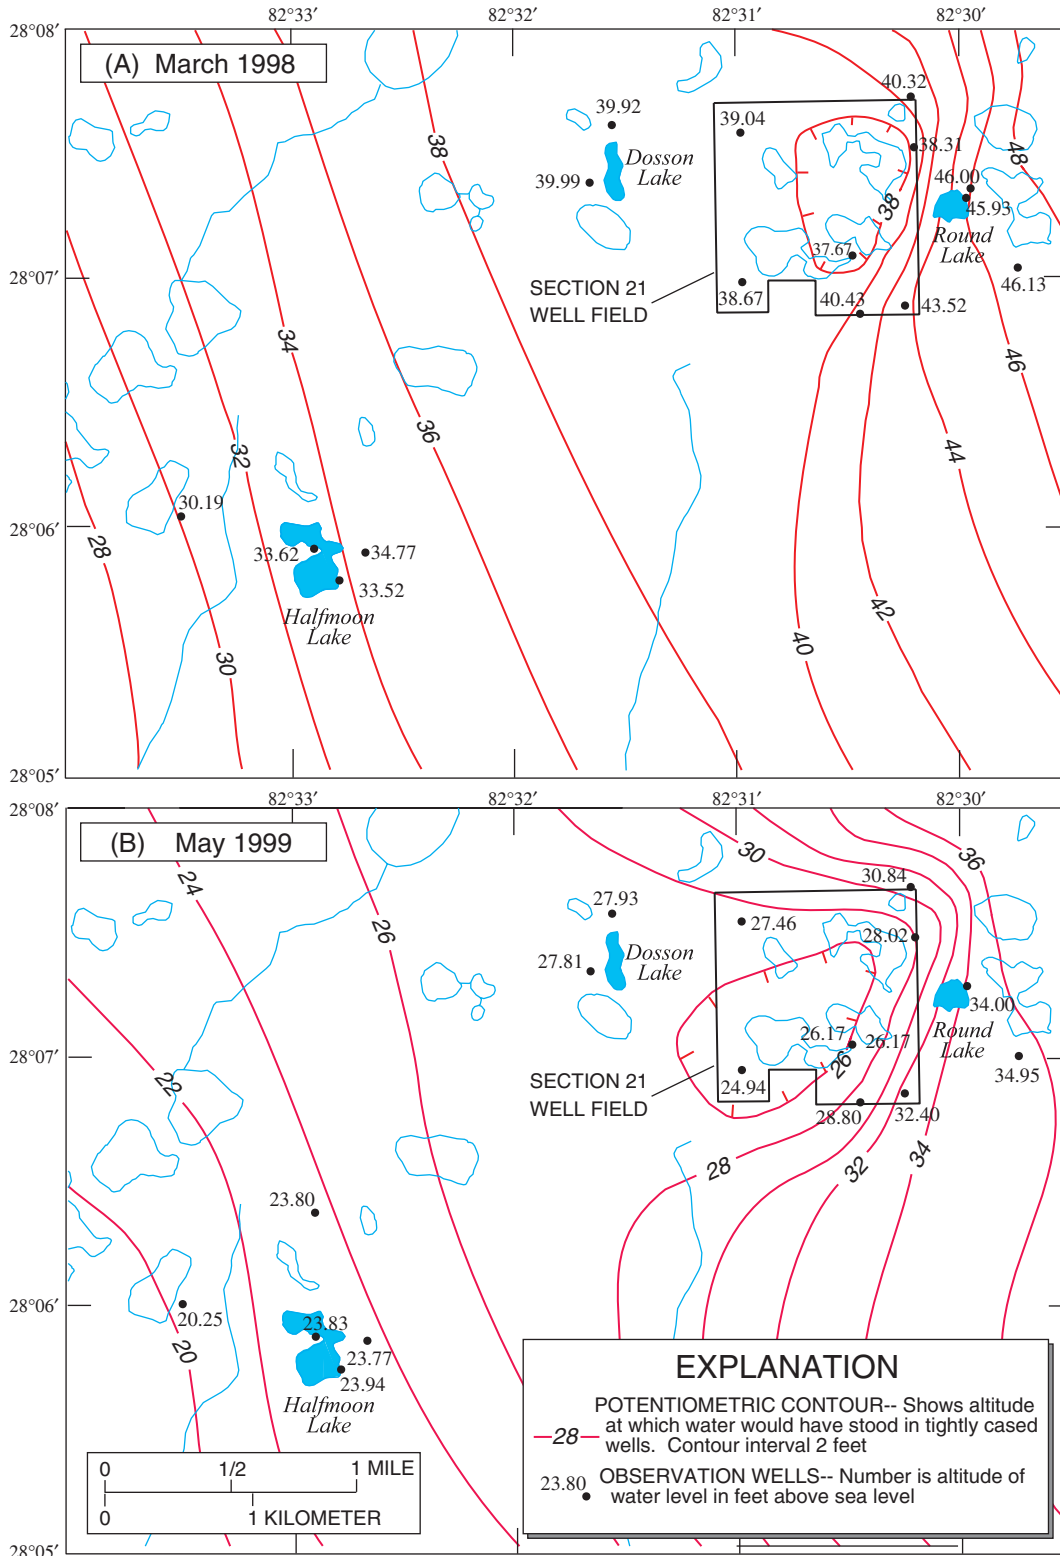 82°33′ 82°32′ 82°31′ 82°30′
28°08′
(A) March 1998
40.32
39.92
39.04
38
Dosson
Lake
38.31
48
39.99
46.00
38
45.93
Round
Lake
37.67
46.13
28°07′
SECTION 21
WELL FIELD
38.67
40.43
43.52
34
46
36
32
44
30.19
28°06′
28
33.62
34.77
33.52
Halfmoon
Lake
42
40
30
28°05′
82°33′ 82°32′ 82°31′ 82°30′
28°08′
(B) May 1999
30
36
24
30.84
27.93
26
27.46
28.02
Dosson
Lake
27.81
34.00
Round
Lake
26.17
26.17
28°07′
26
34.95
22
SECTION 21
WELL FIELD
24.94
28.80
32.40
28
32
34
23.80
28°06′
20.25
20
23.83
23.77
23.94
Halfmoon
Lake
EXPLANATION
28
POTENTIOMETRIC CONTOUR-- Shows altitude
at which water would have stood in tightly cased
wells. Contour interval 2 feet
23.80
OBSERVATION WELLS-- Number is altitude of
water level in feet above sea level
0 1/2 1 MILE
0 1 KILOMETER
28°05′